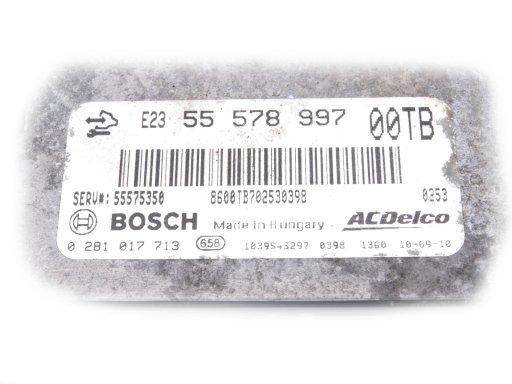 E23 55 578 997 00TB
SERV#: 55575350 8600TB702530398 0253
BOSCH Made in Hungary ACDelco
0 281 017 713 658 1039S43297 0398 1360 10-09-10